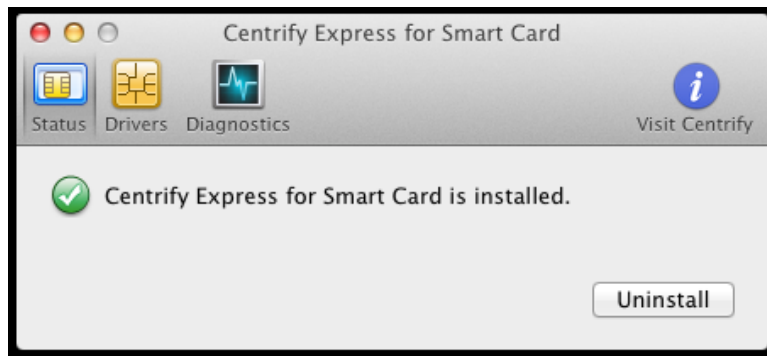 Centrify Express for Smart Card
Status Drivers Diagnostics Visit Centrify
Centrify Express for Smart Card is installed.
Uninstall